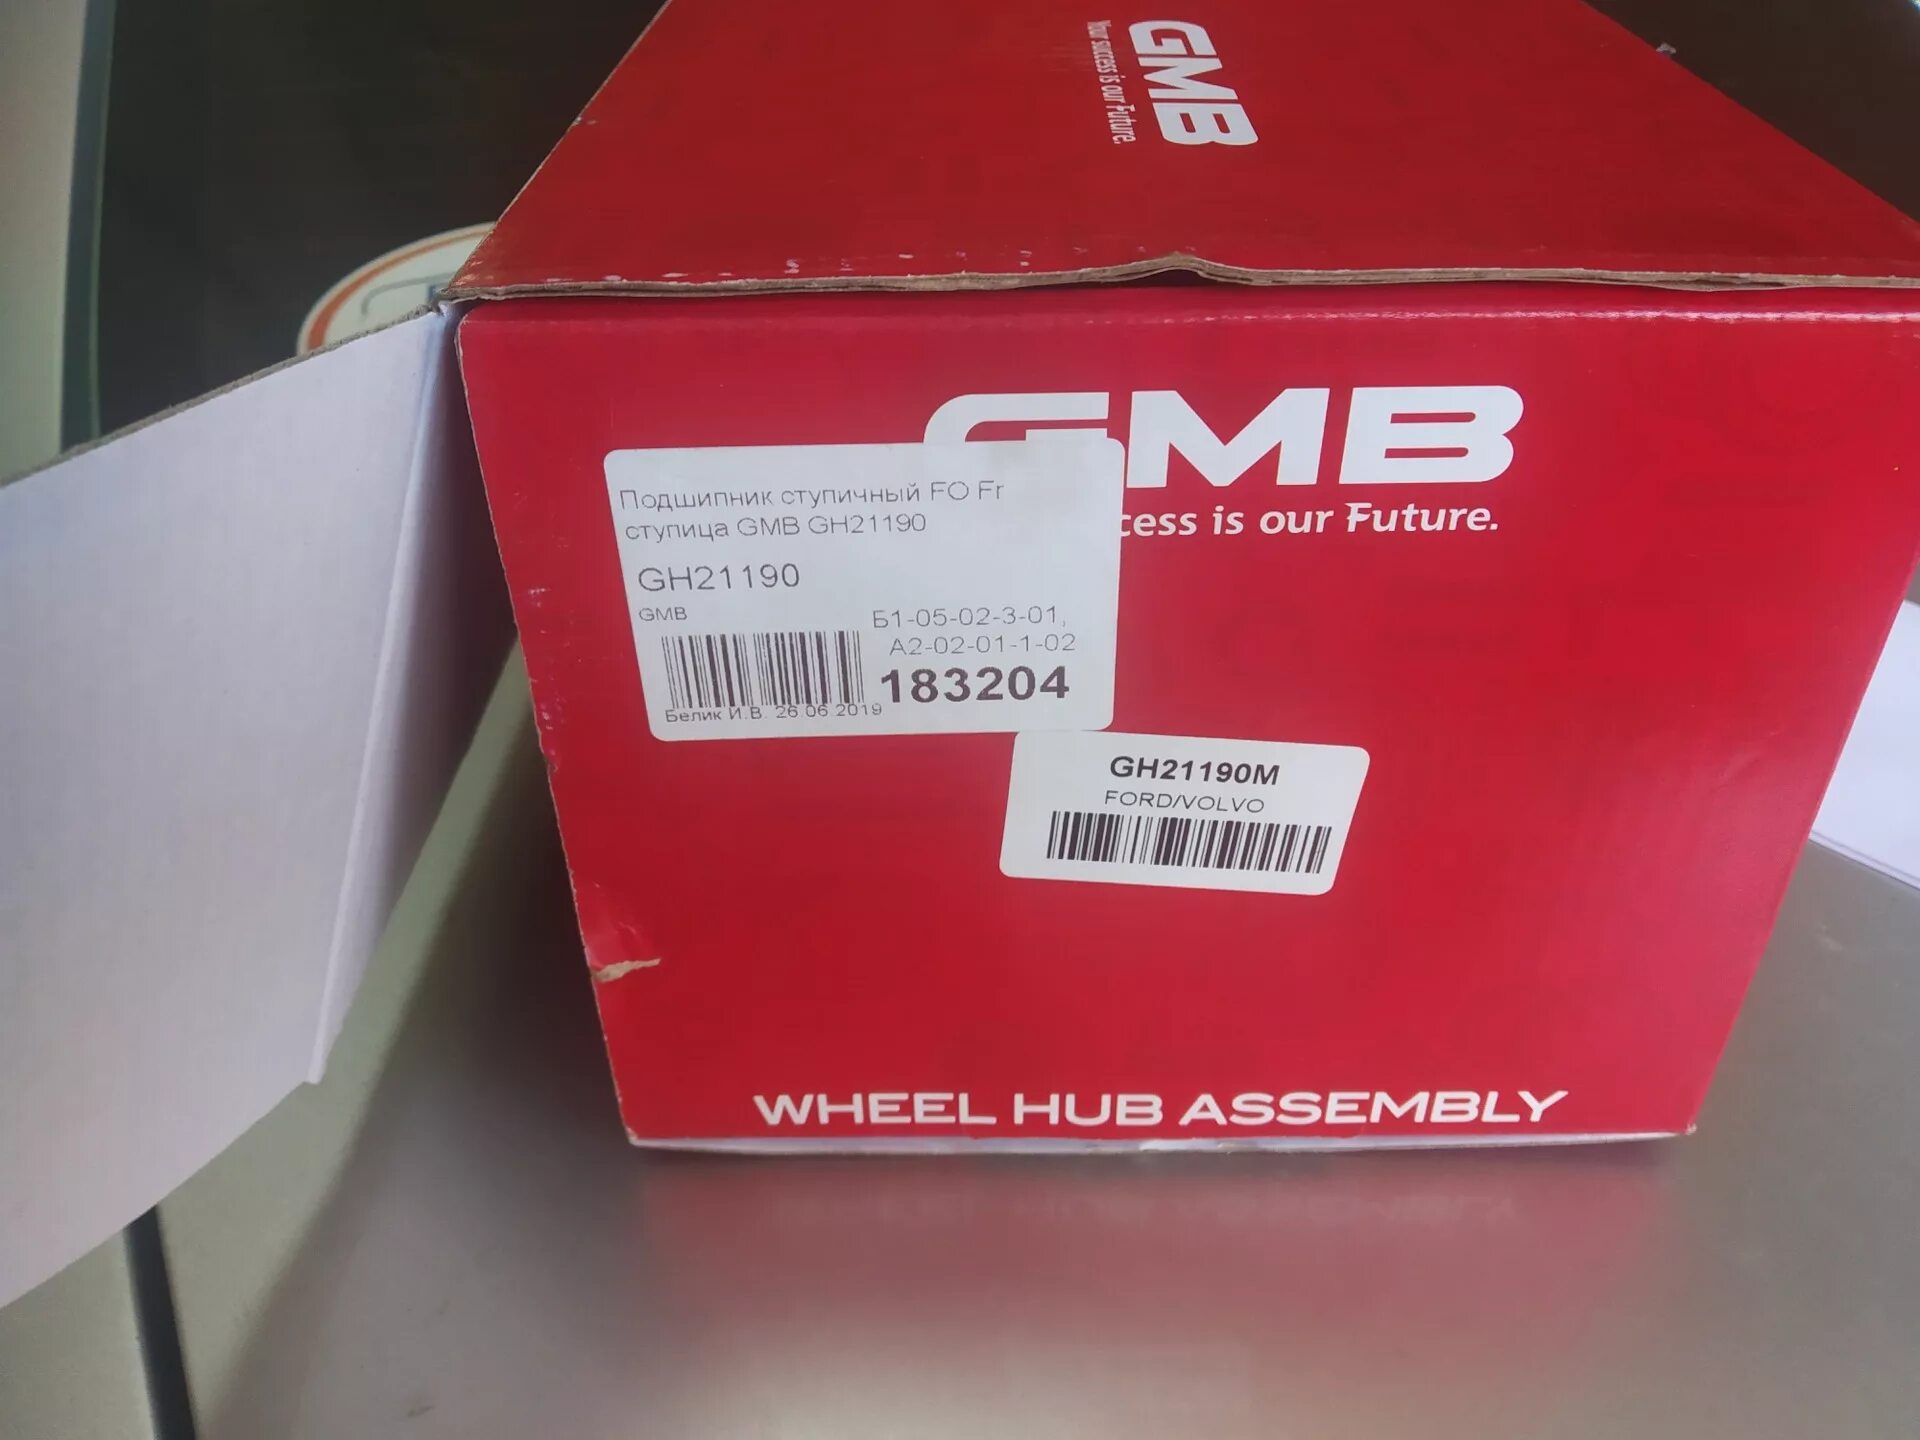 GMB
Your success is our Future.
GMB
cess is our Future.
Подшипник ступичный FO Fr
ступица GMB GH21190
GH21190
GMB
Б1-05-02-3-01,
А2-02-01-1-02
183204
Белик И.В. 26.06.2019
GH21190M
FORD/VOLVO
WHEEL HUB ASSEMBLY